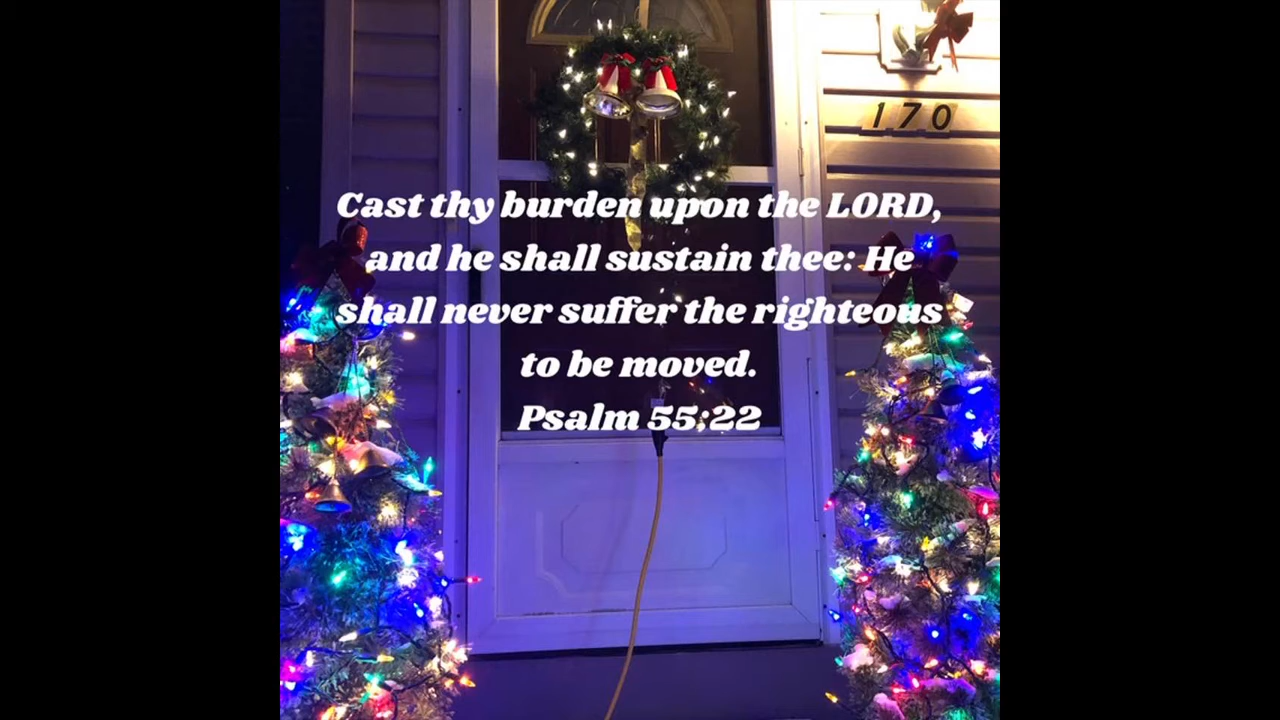 170
Cast thy burden upon the LORD,
and he shall sustain thee: He
shall never suffer the righteous
to be moved.
Psalm 55:22